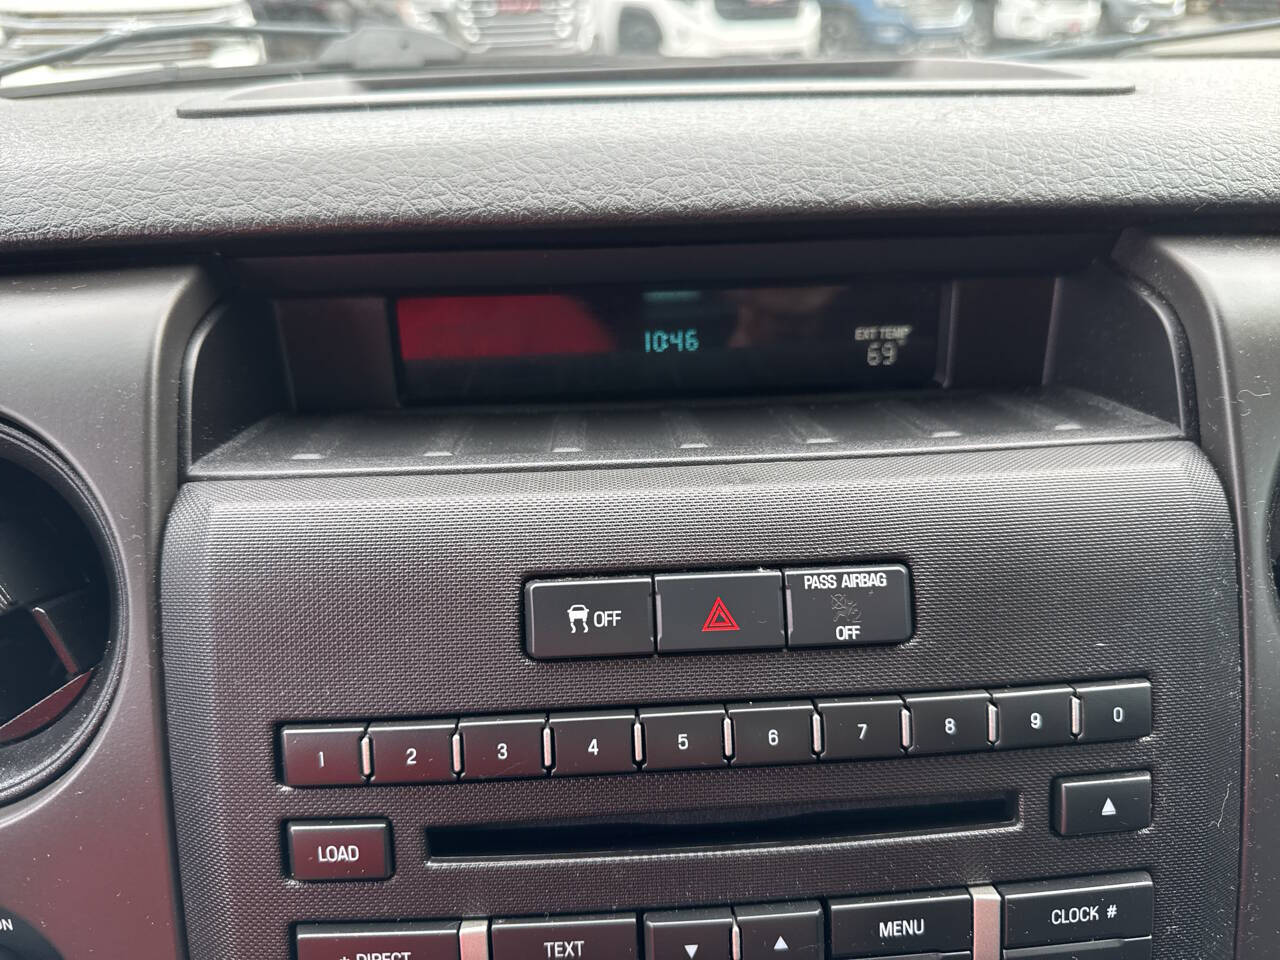 10:46
EXT TEMP
69°
OFF
PASS AIRBAG
OFF
1 2 3 4 5 6 7 8 9 0
LOAD
* DIRECT
TEXT
MENU
CLOCK #